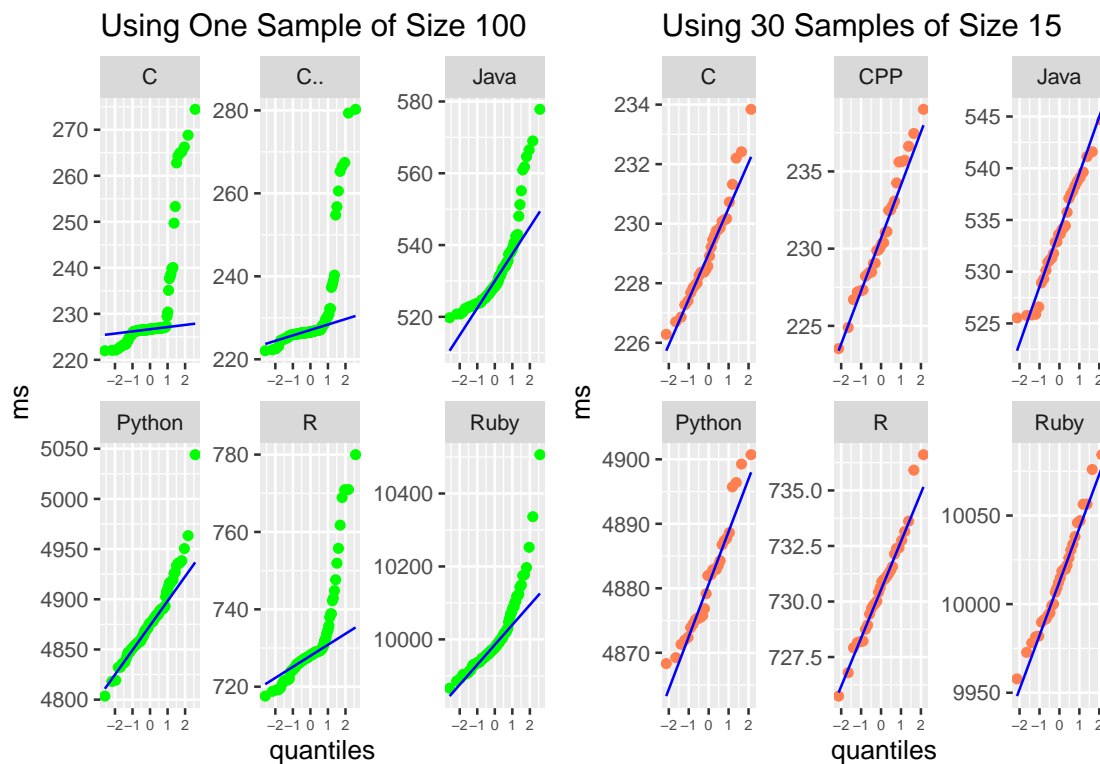 Using One Sample of Size 100
Using 30 Samples of Size 15
C
C..
Java
270
260
250
240
230
220
280
260
240
220
580
560
540
520
−2 −1 0 1 2
−2 −1 0 1 2
−2 −1 0 1 2
Python
R
Ruby
5050
5000
4950
4900
4850
4800
780
760
740
720
10400
10200
10000
−2 −1 0 1 2
−2 −1 0 1 2
−2 −1 0 1 2
ms
quantiles
C
CPP
Java
234
232
230
228
226
235
230
225
545
540
535
530
525
−2 −1 0 1 2
−2 −1 0 1 2
−2 −1 0 1 2
Python
R
Ruby
4900
4890
4880
4870
735.0
732.5
730.0
727.5
10050
10000
9950
−2 −1 0 1 2
−2 −1 0 1 2
−2 −1 0 1 2
ms
quantiles